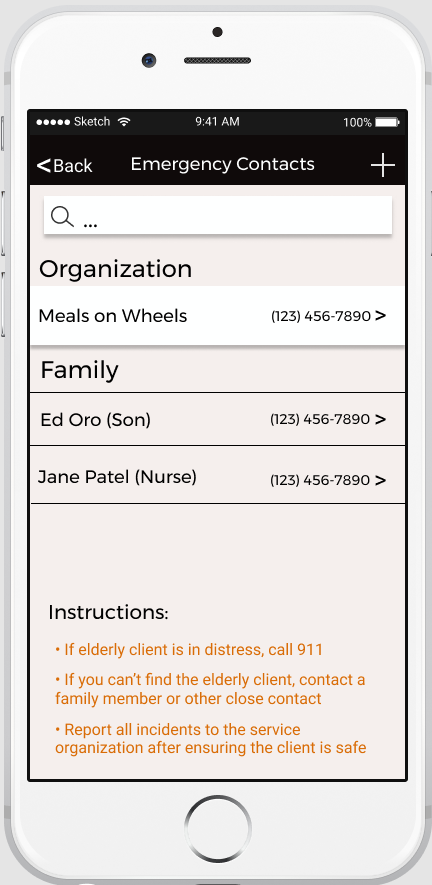 ●●●●● Sketch 9:41 AM 100%
<Back Emergency Contacts +
...
Organization
Meals on Wheels (123) 456-7890 >
Family
Ed Oro (Son) (123) 456-7890 >
Jane Patel (Nurse) (123) 456-7890 >
Instructions:
• If elderly client is in distress, call 911
• If you can’t find the elderly client, contact a
family member or other close contact
• Report all incidents to the service
organization after ensuring the client is safe